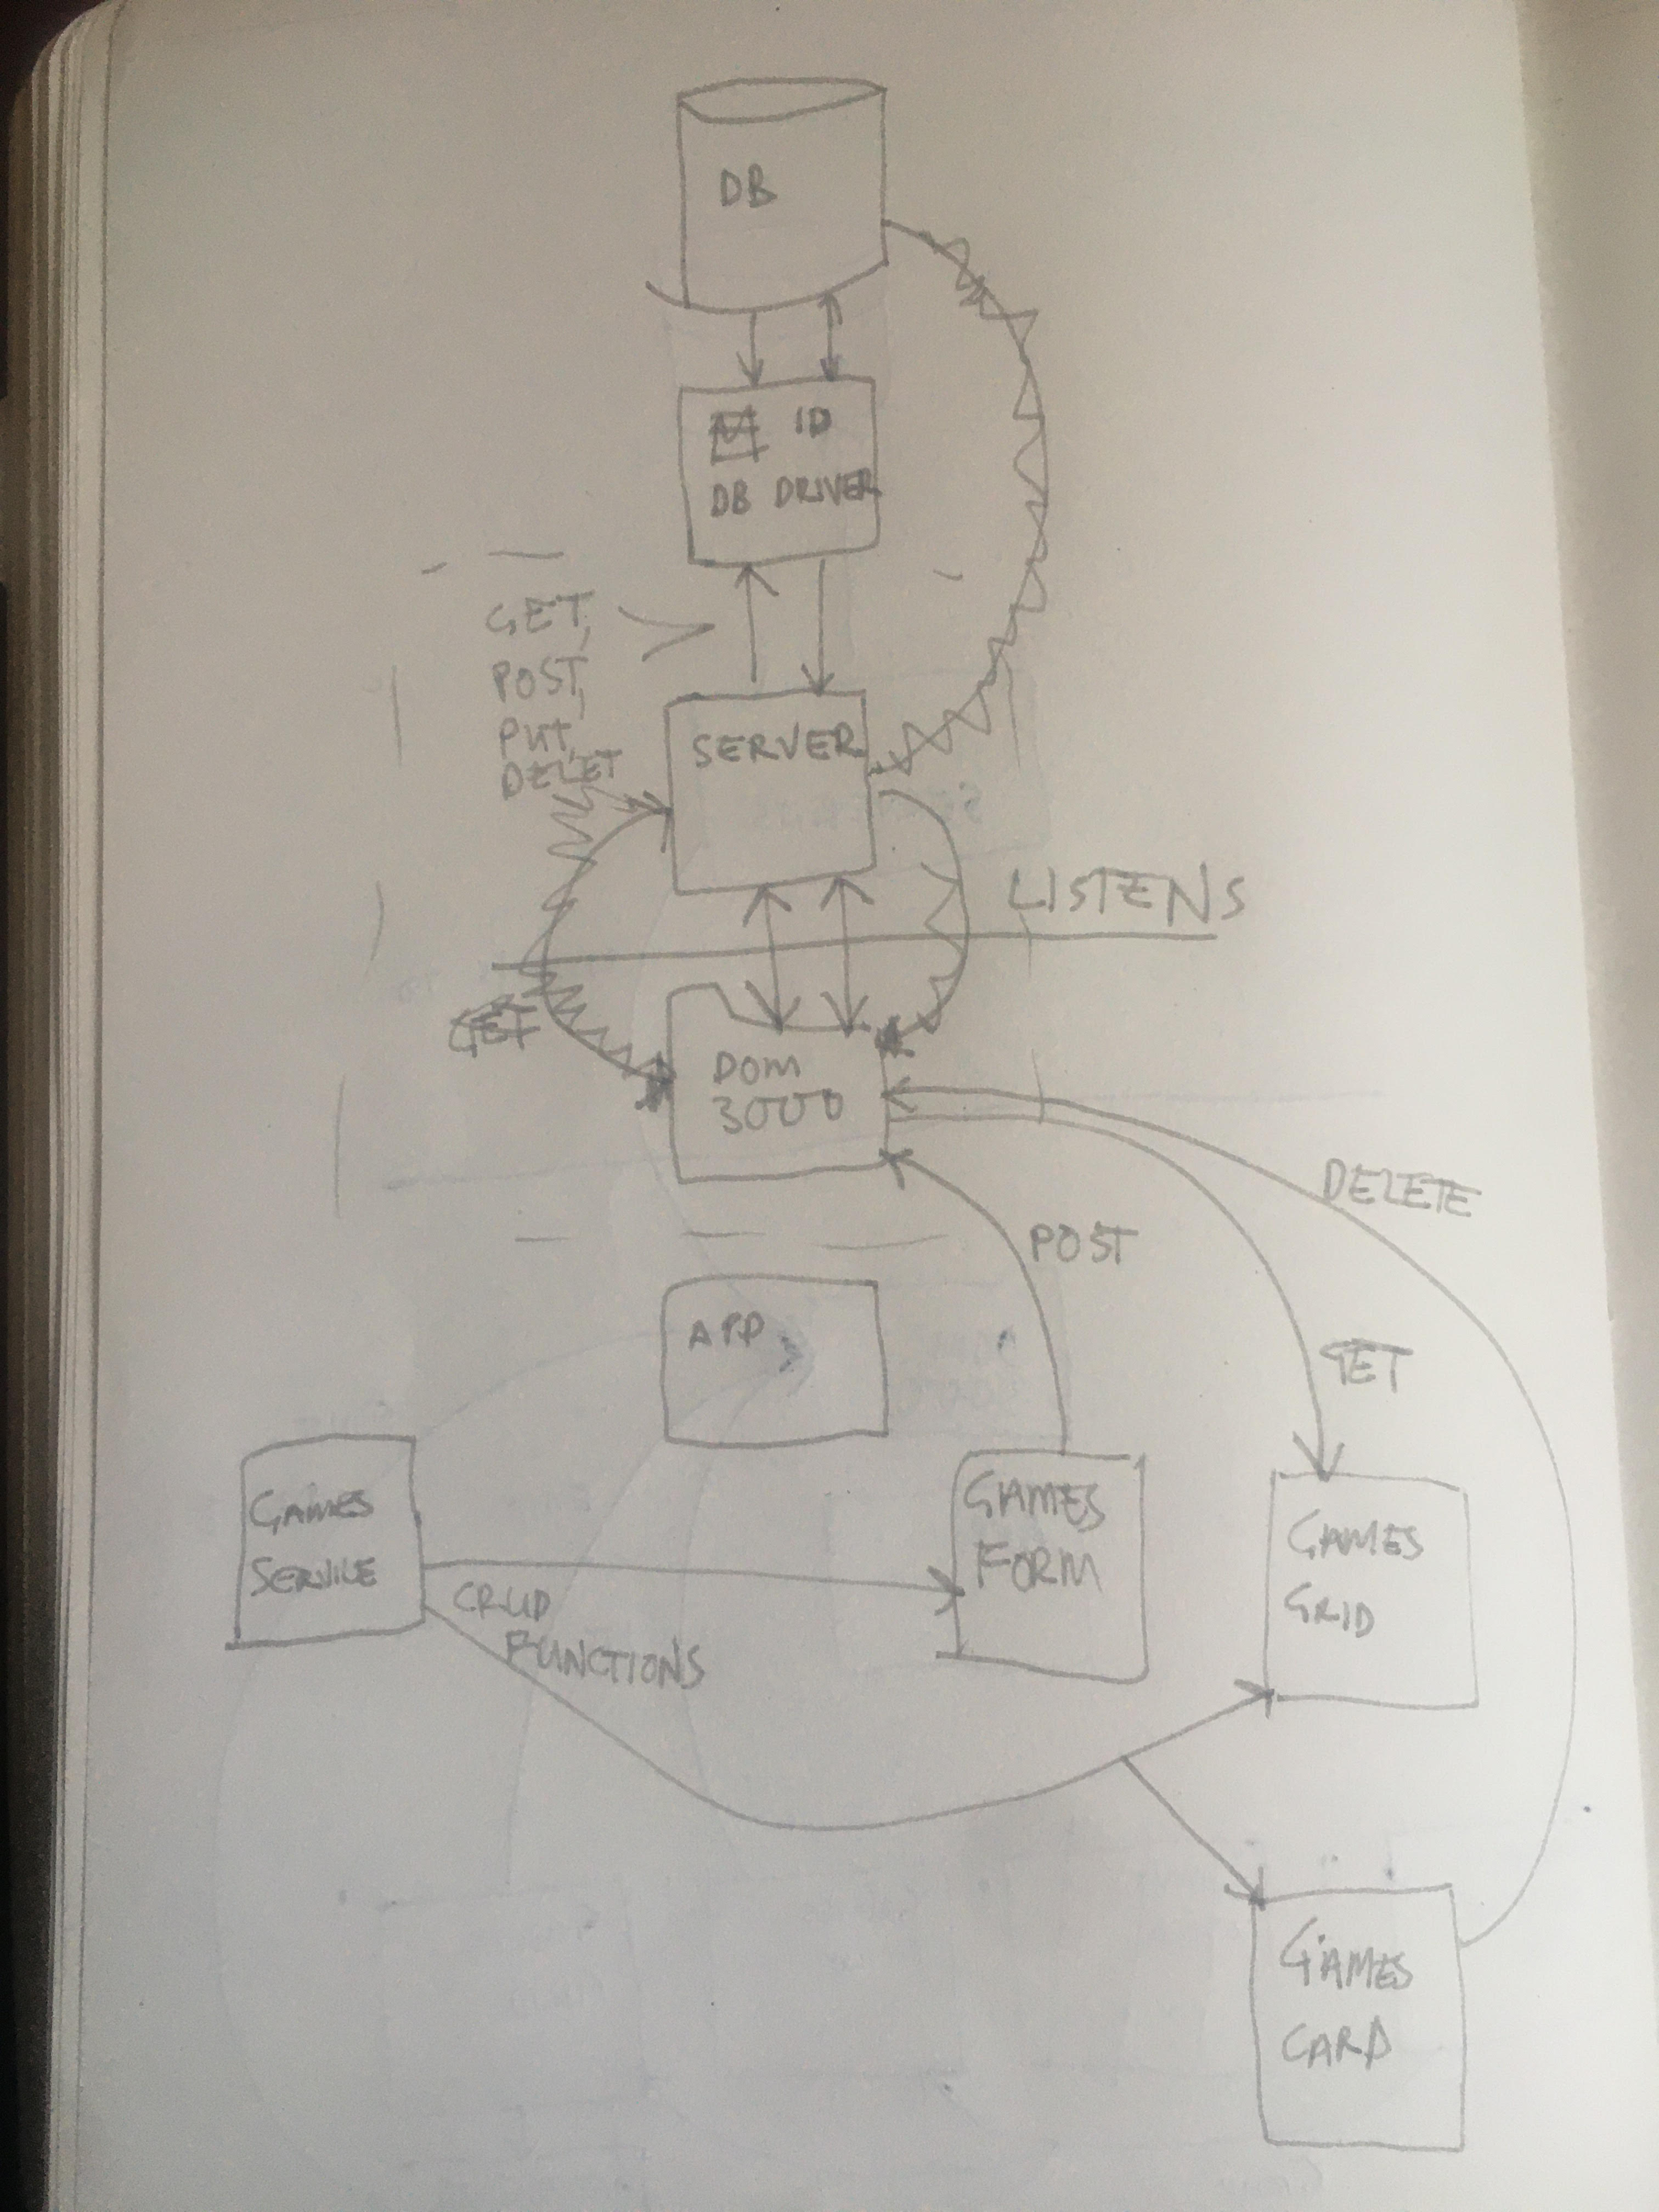 DB
ID
DB DRIVER
GET,
POST,
PUT,
DELET
SERVER
LISTENS
GET
DOM
3000
DELETE
POST
APP
GET
GAMES
SERVICE
GAMES
FORM
GAMES
GRID
CRUD
FUNCTIONS
GAMES
CARD